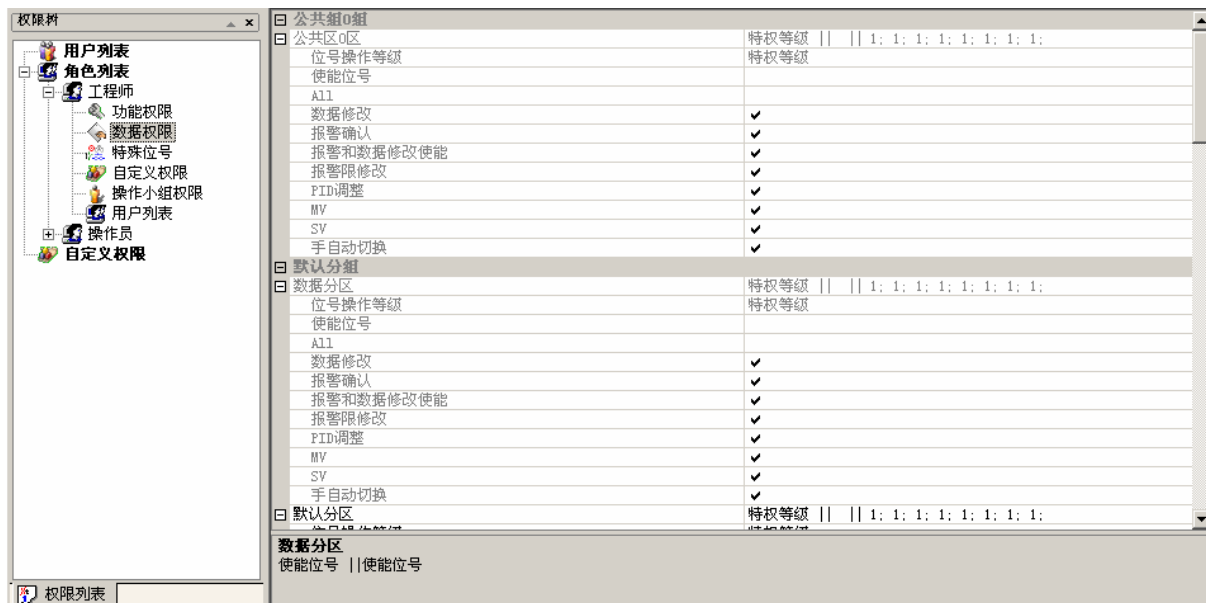 权限树
用户列表
角色列表
工程师
功能权限
数据权限
特殊位号
自定义权限
操作小组权限
用户列表
操作员
自定义权限
权限列表
公共组0组
公共区0区 特权等级 || || 1; 1; 1; 1; 1; 1; 1; 1;
位号操作等级 特权等级
使能位号
All
数据修改
报警确认
报警和数据修改使能
报警限修改
PID调整
MV
SV
手自动切换
默认分组
数据分区 特权等级 || || 1; 1; 1; 1; 1; 1; 1; 1;
位号操作等级 特权等级
使能位号
All
数据修改
报警确认
报警和数据修改使能
报警限修改
PID调整
MV
SV
手自动切换
默认分区 特权等级 || || 1; 1; 1; 1; 1; 1; 1; 1;
数据分区
使能位号 ||使能位号